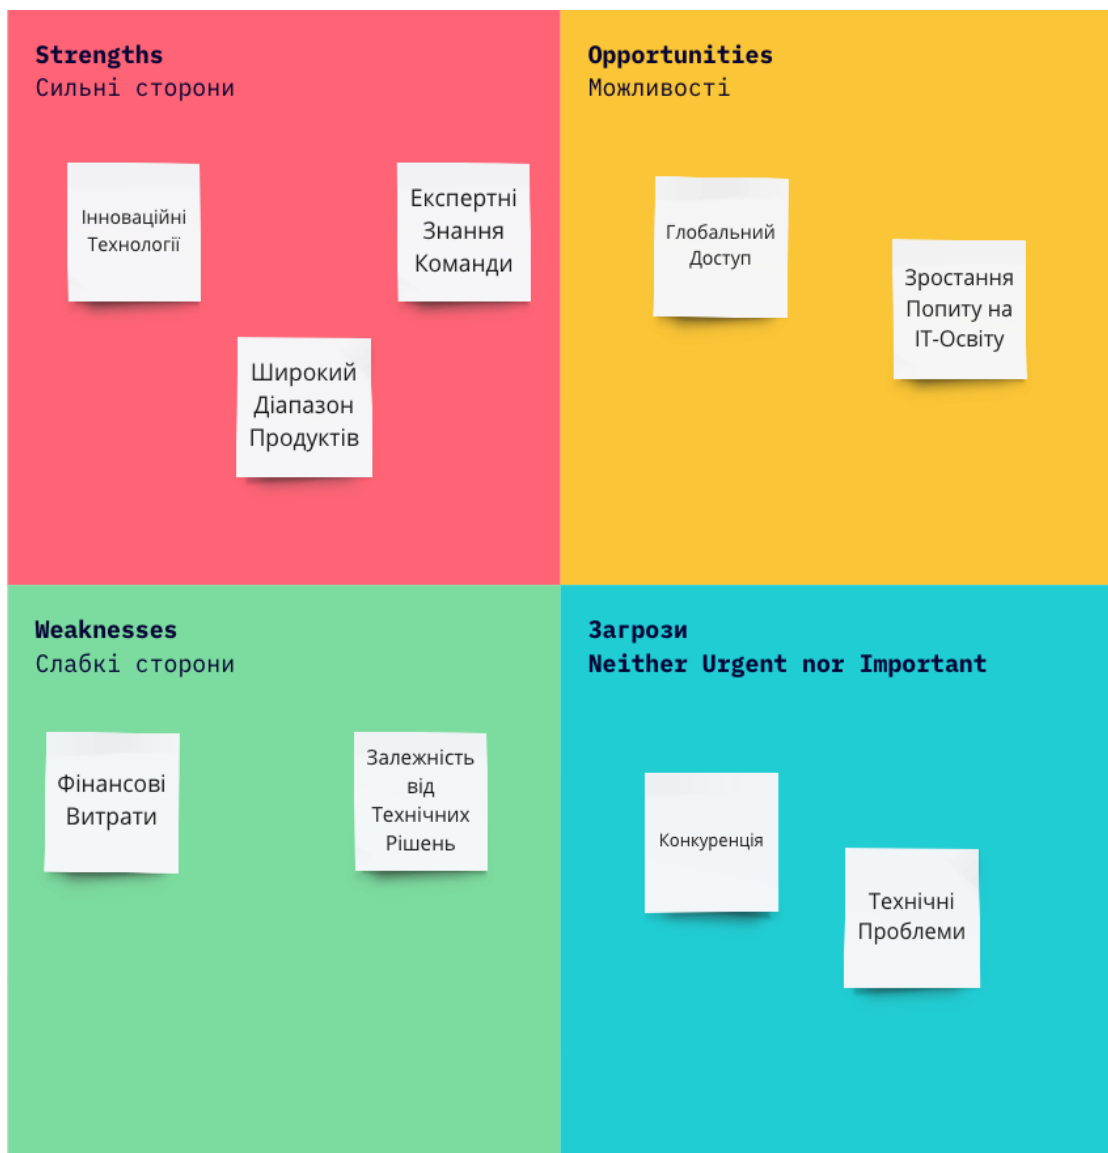 Strengths
Сильні сторони
Інноваційні
Технології
Експертні
Знання
Команди
Широкий
Діапазон
Продуктів
Opportunities
Можливості
Глобальний
Доступ
Зростання
Попиту на
ІТ-Освіту
Weaknesses
Слабкі сторони
Фінансові
Витрати
Залежність
від
Технічних
Рішень
Загрози
Neither Urgent nor Important
Конкуренція
Технічні
Проблеми